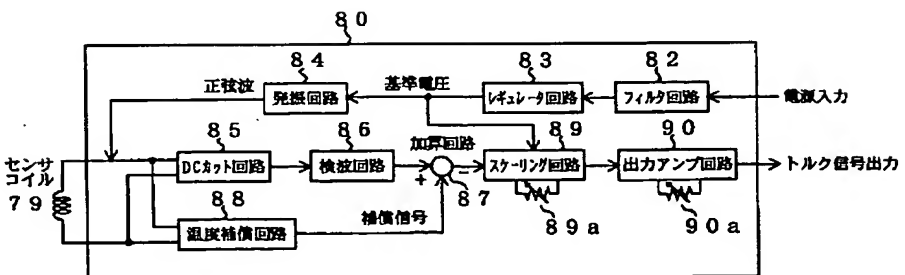 ８０
８４
８３
８２
正弦波
基準電圧
発振回路
レギュレータ回路
フィルタ回路
電源入力
８５
８６
加算回路
８９
９０
センサ
コイル
７９
DCカット回路
検波回路
+
−
スケーリング回路
出力アンプ回路
トルク信号出力
８７
８８
補償信号
８９a
９０a
温度補償回路